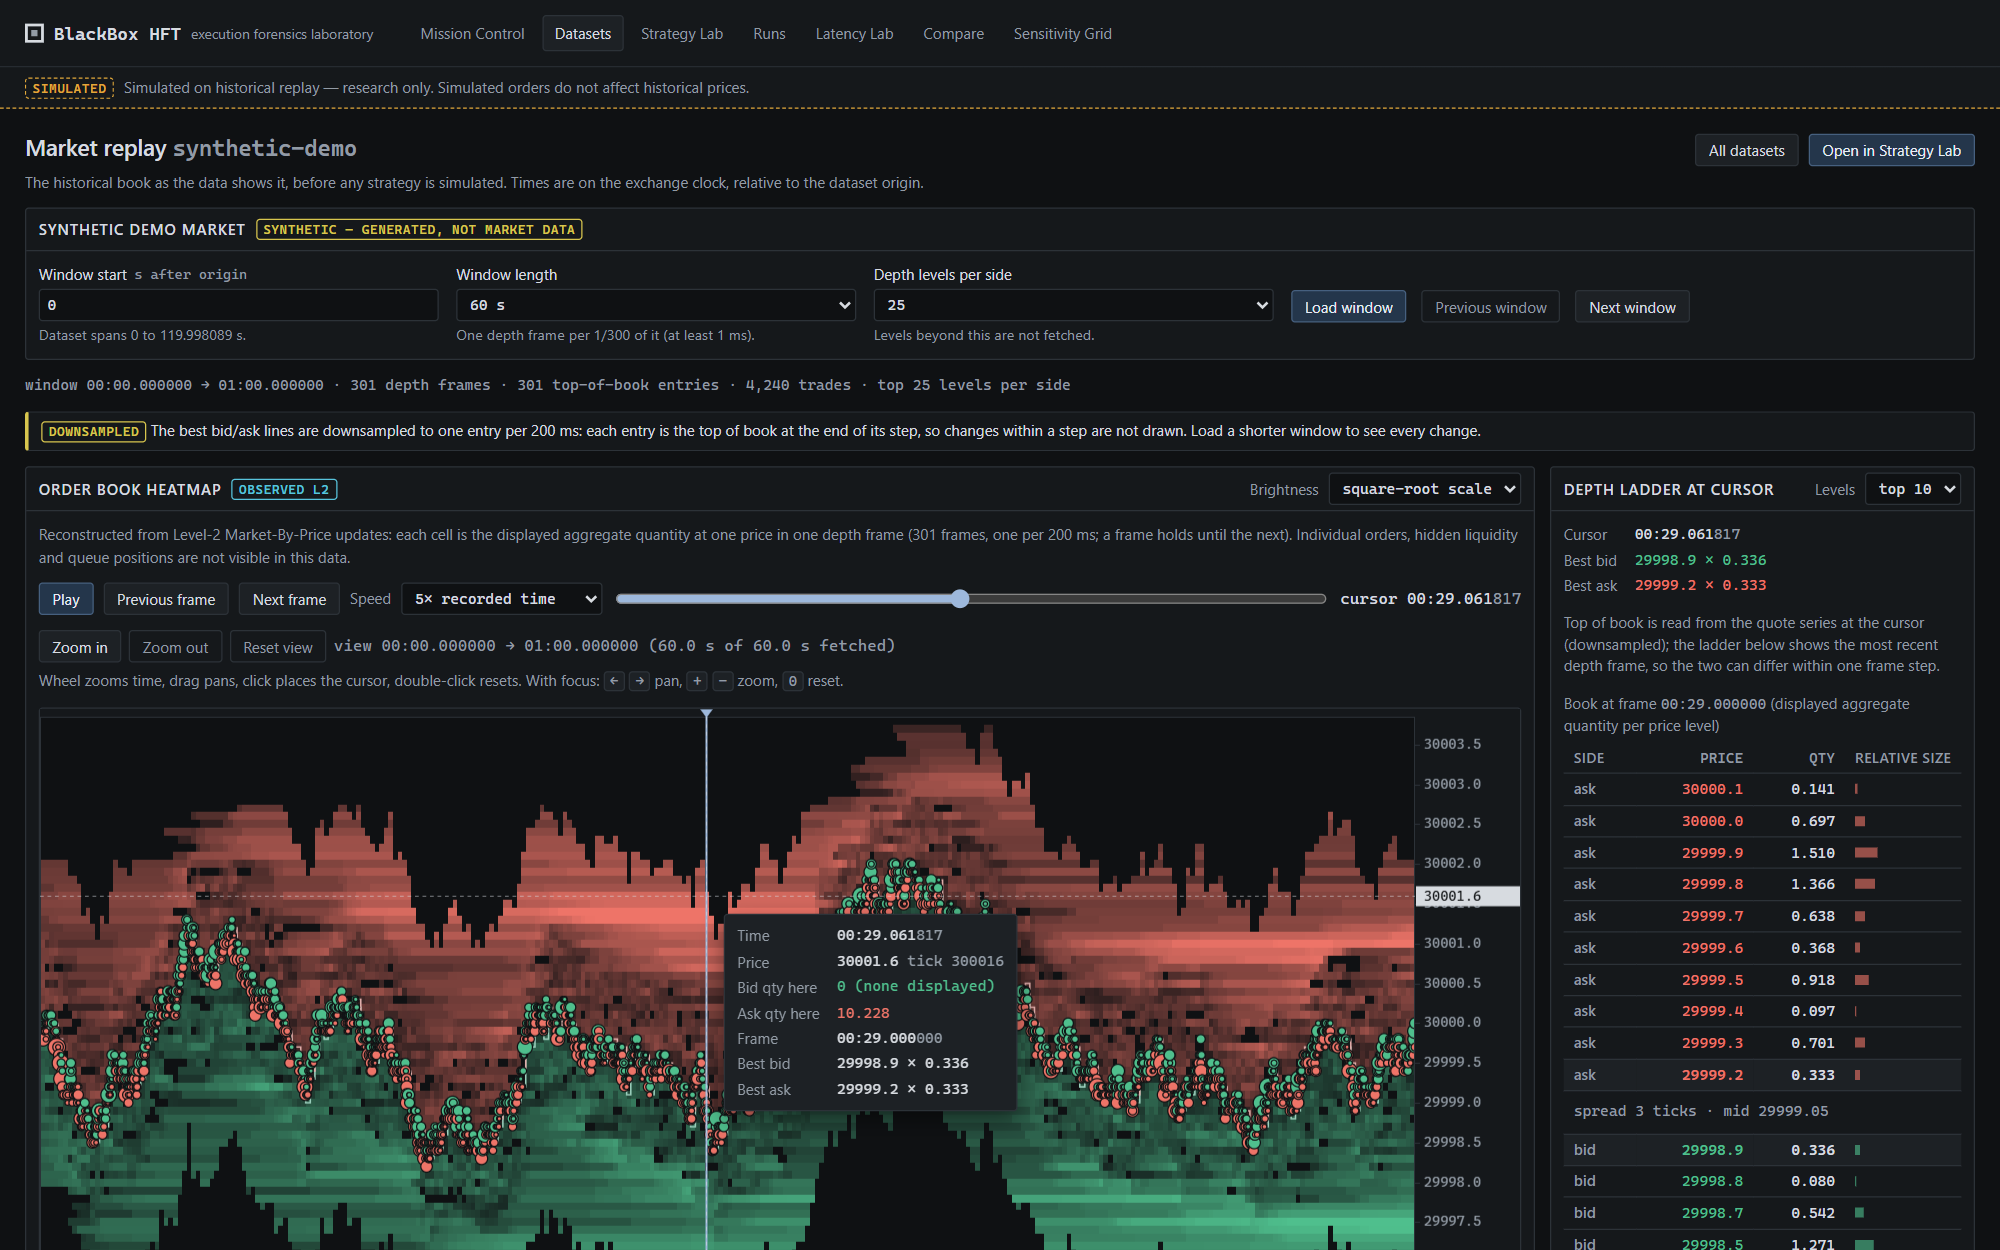 BlackBox HFT execution forensics laboratory Mission Control Datasets Strategy Lab Runs Latency Lab Compare Sensitivity Grid
SIMULATED Simulated on historical replay — research only. Simulated orders do not affect historical prices.
Market replay synthetic-demo
All datasets Open in Strategy Lab
The historical book as the data shows it, before any strategy is simulated. Times are on the exchange clock, relative to the dataset origin.
SYNTHETIC DEMO MARKET SYNTHETIC — GENERATED, NOT MARKET DATA
Window start s after origin
0
Dataset spans 0 to 119.998089 s.
Window length
60 s
One depth frame per 1/300 of it (at least 1 ms).
Depth levels per side
25
Levels beyond this are not fetched.
Load window Previous window Next window
window 00:00.000000 → 01:00.000000 · 301 depth frames · 301 top-of-book entries · 4,240 trades · top 25 levels per side
DOWNSAMPLED The best bid/ask lines are downsampled to one entry per 200 ms: each entry is the top of book at the end of its step, so changes within a step are not drawn. Load a shorter window to see every change.
ORDER BOOK HEATMAP OBSERVED L2 Brightness square-root scale
Reconstructed from Level-2 Market-By-Price updates: each cell is the displayed aggregate quantity at one price in one depth frame (301 frames, one per 200 ms; a frame holds until the next). Individual orders, hidden liquidity
and queue positions are not visible in this data.
Play Previous frame Next frame Speed 5× recorded time cursor 00:29.061817
Zoom in Zoom out Reset view view 00:00.000000 → 01:00.000000 (60.0 s of 60.0 s fetched)
Wheel zooms time, drag pans, click places the cursor, double-click resets. With focus: ← → pan, + − zoom, 0 reset.
30003.5
30003.0
30002.5
30002.0
30001.6
30001.0
30000.5
30000.0
29999.5
29999.0
29998.5
29998.0
29997.5
Time 00:29.061817
Price 30001.6 tick 300016
Bid qty here 0 (none displayed)
Ask qty here 10.228
Frame 00:29.000000
Best bid 29998.9 × 0.336
Best ask 29999.2 × 0.333
DEPTH LADDER AT CURSOR Levels top 10
Cursor 00:29.061817
Best bid 29998.9 × 0.336
Best ask 29999.2 × 0.333
Top of book is read from the quote series at the cursor
(downsampled); the ladder below shows the most recent
depth frame, so the two can differ within one frame step.
Book at frame 00:29.000000 (displayed aggregate
quantity per price level)
SIDE PRICE QTY RELATIVE SIZE
ask 30000.1 0.141
ask 30000.0 0.697
ask 29999.9 1.510
ask 29999.8 1.366
ask 29999.7 0.638
ask 29999.6 0.368
ask 29999.5 0.918
ask 29999.4 0.097
ask 29999.3 0.701
ask 29999.2 0.333
spread 3 ticks · mid 29999.05
bid 29998.9 0.336
bid 29998.8 0.080
bid 29998.7 0.542
bid 29998.5 1.271